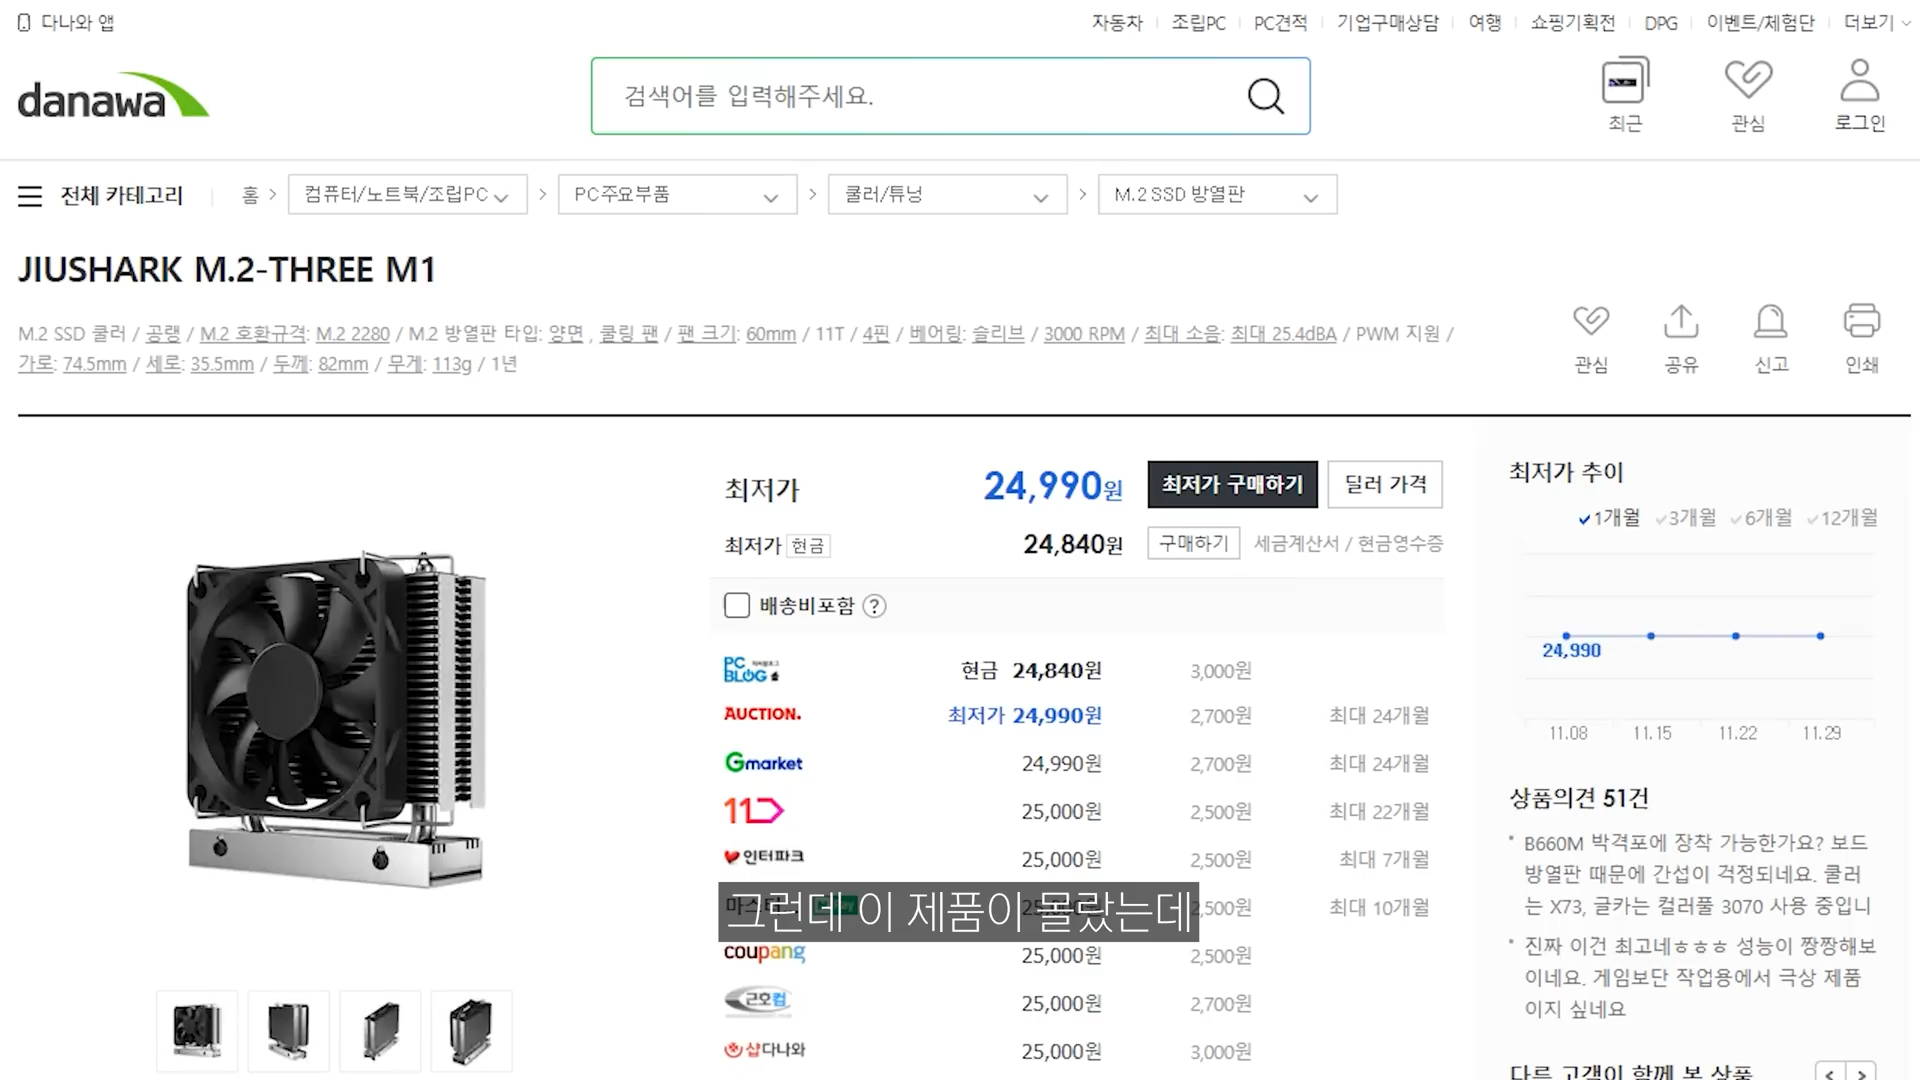 다나와 앱
자동차 조립PC PC견적 기업구매상담 여행 쇼핑기획전 DPG 이벤트/체험단 더보기
danawa
검색어를 입력해주세요.
최근 관심 로그인
전체 카테고리 홈 > 컴퓨터/노트북/조립PC > PC주요부품 > 쿨러/튜닝 > M.2 SSD 방열판
JIUSHARK M.2-THREE M1
M.2 SSD 쿨러 / 공랭 / M.2 호환규격: M.2 2280 / M.2 방열판 타입: 양면 , 쿨링 팬 / 팬 크기: 60mm / 11T / 4핀 / 베어링: 슬리브 / 3000 RPM / 최대 소음: 최대 25.4dBA / PWM 지원 /
가로: 74.5mm / 세로: 35.5mm / 두께: 82mm / 무게: 113g / 1년
관심 공유 신고 인쇄
최저가 24,990원 최저가 구매하기 딜러 가격
최저가 현금 24,840원 구매하기 세금계산서 / 현금영수증
배송비포함 ?
PC BLOG 현금 24,840원 3,000원
AUCTION. 최저가 24,990원 2,700원 최대 24개월
Gmarket 24,990원 2,700원 최대 24개월
11 25,000원 2,500원 최대 22개월
인터파크 25,000원 2,500원 최대 7개월
2,500원 최대 10개월
그런데 이 제품이 몰랐는데
coupang 25,000원 2,500원
근호컴 25,000원 2,700원
샵다나와 25,000원 3,000원
최저가 추이
1개월 3개월 6개월 12개월
24,990
11.08 11.15 11.22 11.29
상품의견 51건
B660M 박격포에 장착 가능한가요? 보드
방열판 때문에 간섭이 걱정되네요. 쿨러
는 X73, 글카는 컬러풀 3070 사용 중입니
진짜 이건 최고네ㅎㅎㅎ 성능이 짱짱해보
이네요. 게임보단 작업용에서 극상 제품
이지 싶네요
다른 고객이 함께 본 상품